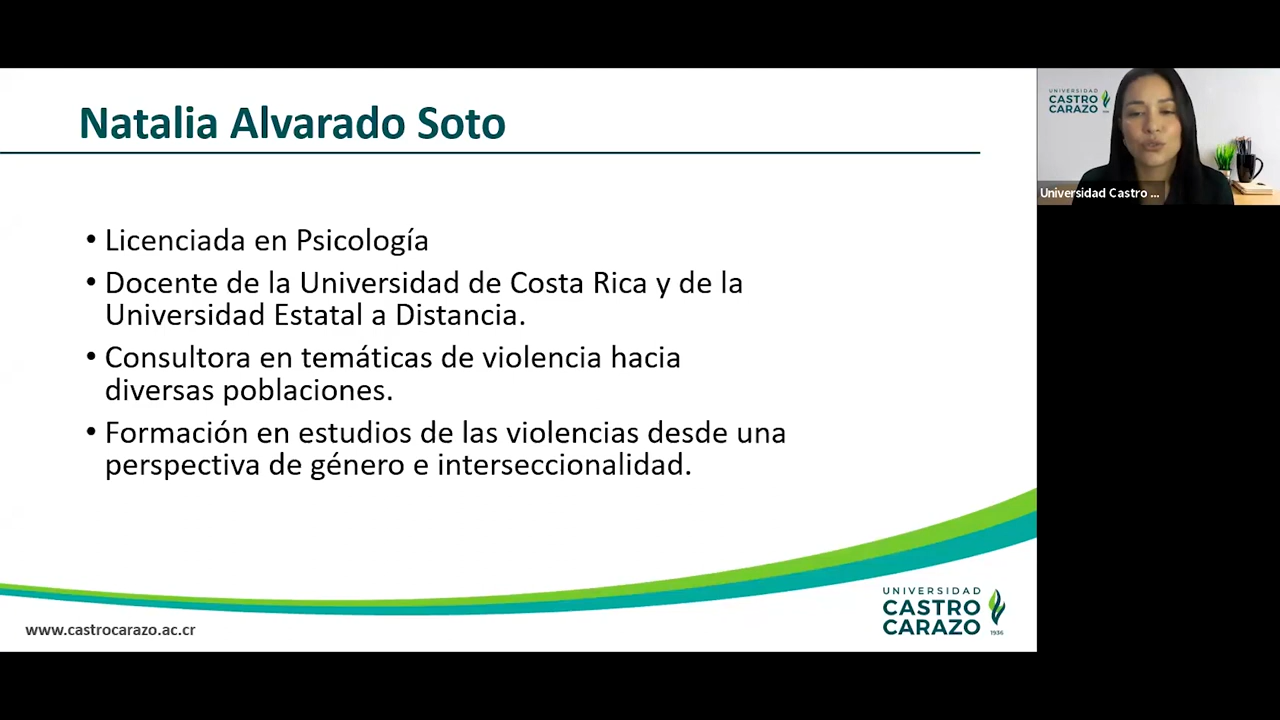 Natalia Alvarado Soto
• Licenciada en Psicología
• Docente de la Universidad de Costa Rica y de la
Universidad Estatal a Distancia.
• Consultora en temáticas de violencia hacia
diversas poblaciones.
• Formación en estudios de las violencias desde una
perspectiva de género e interseccionalidad.
www.castrocarazo.ac.cr
UNIVERSIDAD
CASTRO
CARAZO
1936
UNIVERSIDAD
CASTRO
CARAZO
Universidad Castro ...